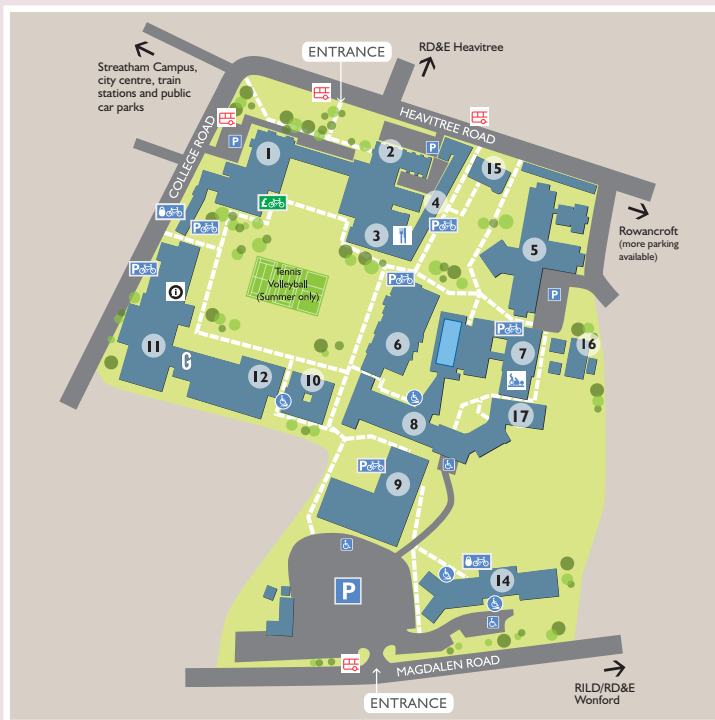 ENTRANCE
RD&E Heavitree
Streatham Campus,
city centre, train
stations and public
car parks
HEAVITREE ROAD
COLLEGE ROAD
P
P
1
2
15
4
£
3
P
P
5
Rowancroft
(more parking
available)
P
Tennis
Volleyball
(Summer only)
P
P
i
P
11
6
7
16
G
12
10
8
17
P
9
14
P
MAGDALEN ROAD
ENTRANCE
RILD/RD&E
Wonford